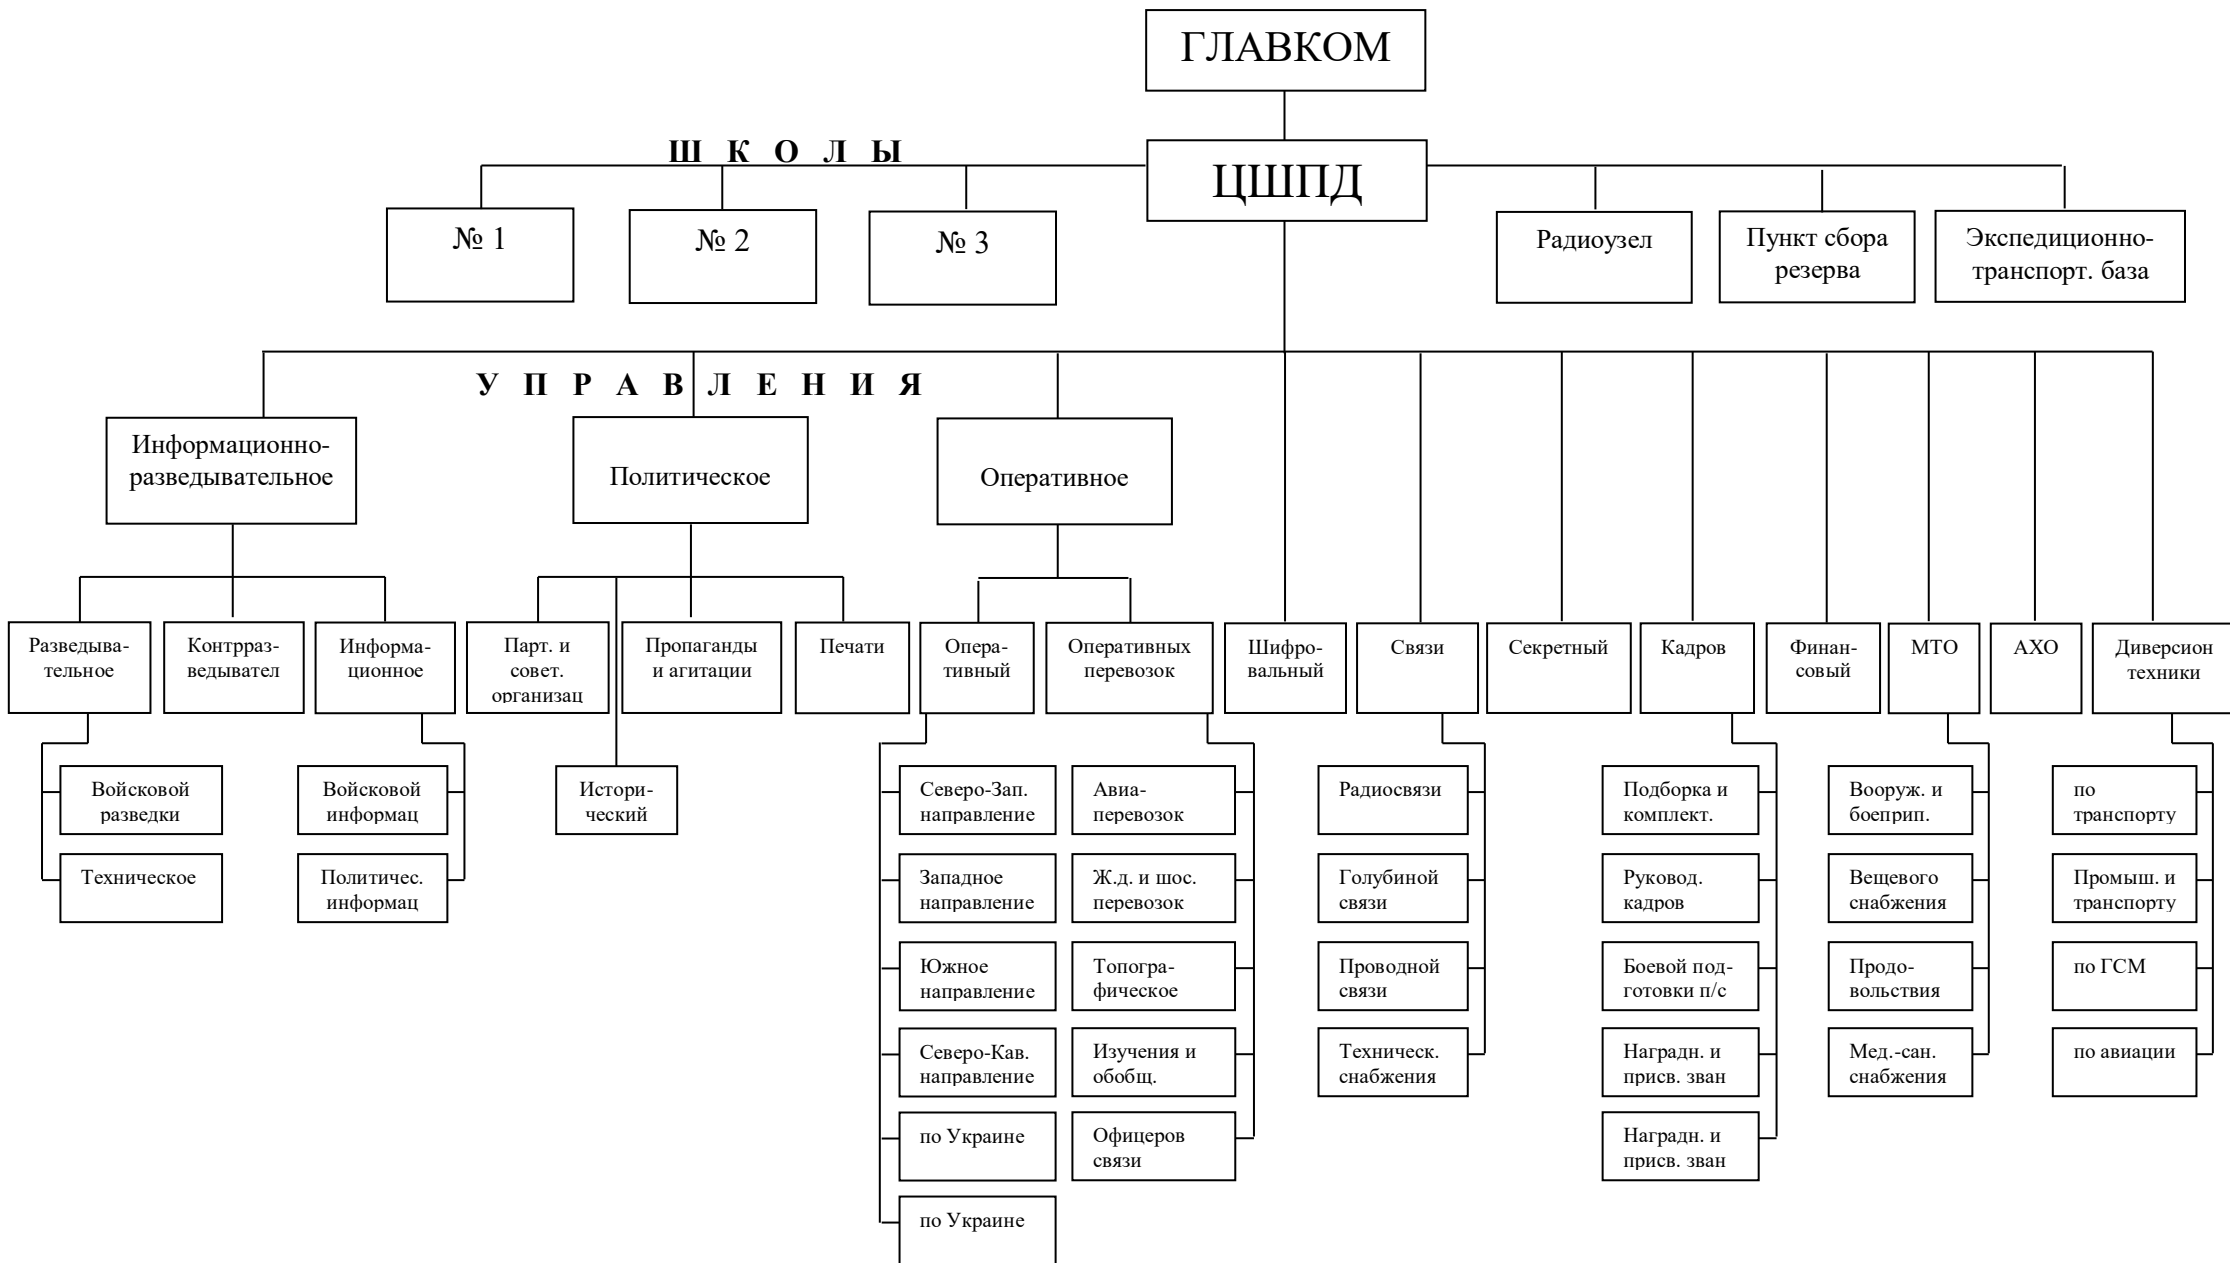 ГЛАВКОМ
Ш К О Л Ы
ЦШПД
№ 1
№ 2
№ 3
Радиоузел
Пункт сбора
резерва
Экспедиционно-
транспорт. база
У П Р А В Л Е Н И Я
Информационно-
разведывательное
Политическое
Оперативное
Разведыва-
тельное
Контрраз-
ведывател
Информа-
ционное
Парт. и
совет.
организац
Пропаганды
и агитации
Печати
Опера-
тивный
Оперативных
перевозок
Шифро-
вальный
Связи
Секретный
Кадров
Финан-
совый
МТО
АХО
Диверсион
техники
Войсковой
разведки
Техническое
Войсковой
информац
Политичес.
информац
Истори-
ческий
Северо-Зап.
направление
Западное
направление
Южное
направление
Северо-Кав.
направление
по Украине
по Украине
Авиа-
перевозок
Ж.д. и шос.
перевозок
Топогра-
фическое
Изучения и
обобщ.
Офицеров
связи
Радиосвязи
Голубиной
связи
Проводной
связи
Техническ.
снабжения
Подборка и
комплект.
Руковод.
кадров
Боевой под-
готовки п/с
Наградн. и
присв. зван
Наградн. и
присв. зван
Вооруж. и
боеприп.
Вещевого
снабжения
Продо-
вольствия
Мед.-сан.
снабжения
по
транспорту
Промыш. и
транспорту
по ГСМ
по авиации